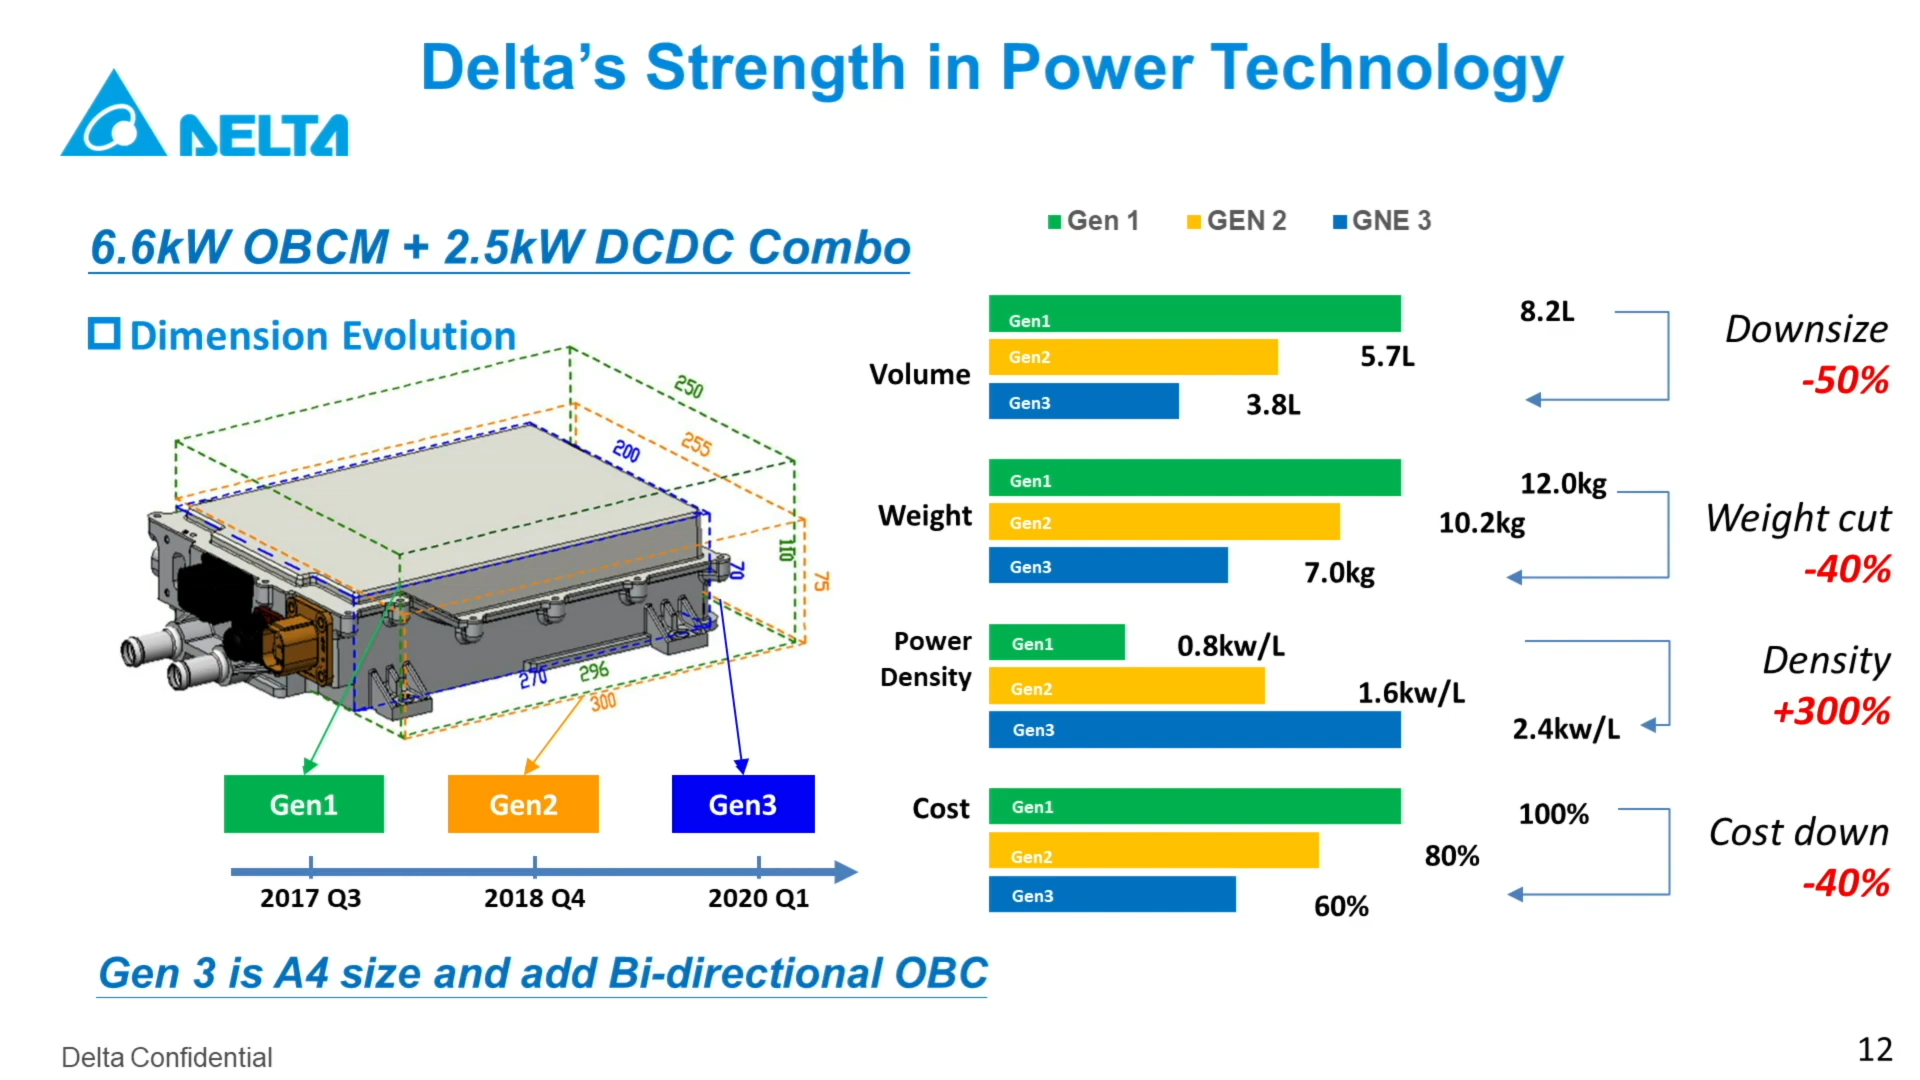 Delta’s Strength in Power Technology
DELTA
6.6kW OBCM + 2.5kW DCDC Combo
Dimension Evolution
250
255
200
110
75
70
270
296
300
Gen1
Gen2
Gen3
2017 Q3
2018 Q4
2020 Q1
Gen 1
GEN 2
GNE 3
Volume
Gen1
8.2L
Gen2
5.7L
Gen3
3.8L
Downsize
-50%
Weight
Gen1
12.0kg
Gen2
10.2kg
Gen3
7.0kg
Weight cut
-40%
Power
Density
Gen1
0.8kw/L
Gen2
1.6kw/L
Gen3
2.4kw/L
Density
+300%
Cost
Gen1
100%
Gen2
80%
Gen3
60%
Cost down
-40%
Gen 3 is A4 size and add Bi-directional OBC
Delta Confidential
12